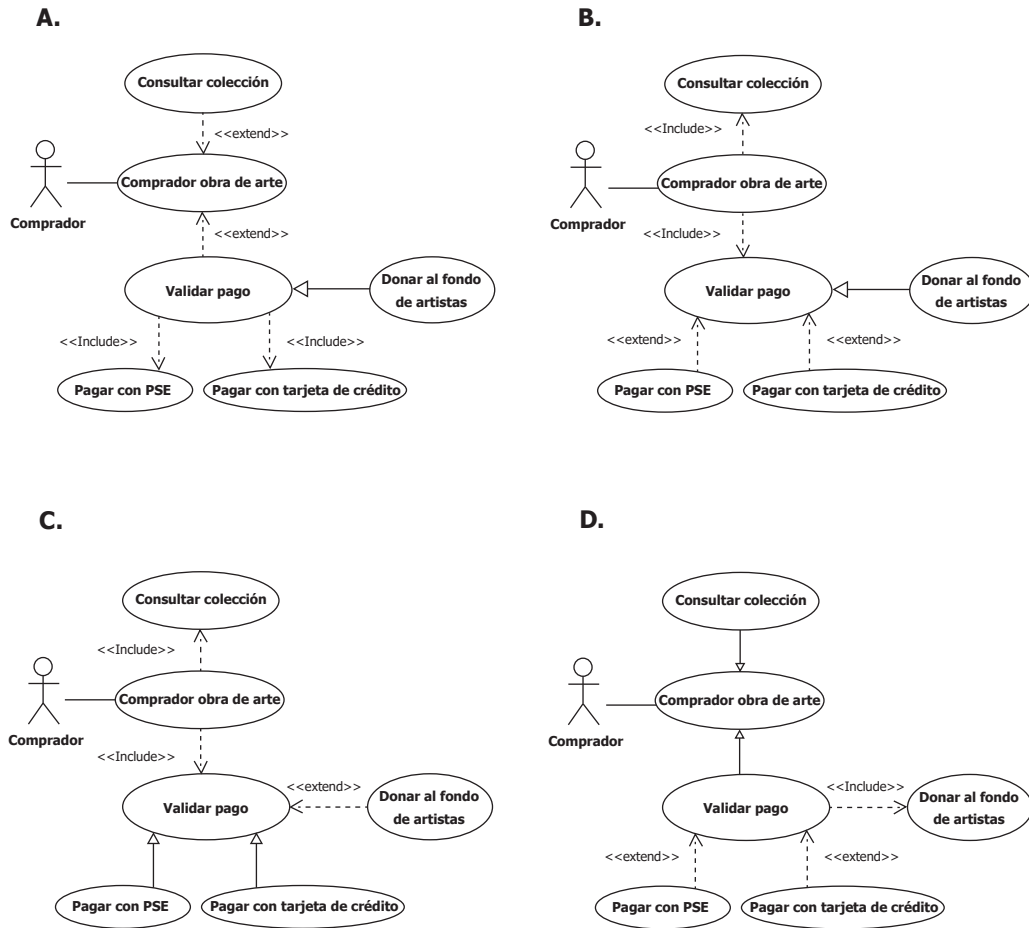 A.
Consultar colección
<<extend>>
Comprador obra de arte
Comprador
<<extend>>
Validar pago
Donar al fondo
de artistas
<<Include>>
<<Include>>
Pagar con PSE
Pagar con tarjeta de crédito
B.
Consultar colección
<<Include>>
Comprador obra de arte
Comprador
<<Include>>
Validar pago
Donar al fondo
de artistas
<<extend>>
<<extend>>
Pagar con PSE
Pagar con tarjeta de crédito
C.
Consultar colección
<<Include>>
Comprador obra de arte
Comprador
<<Include>>
<<extend>>
Validar pago
Donar al fondo
de artistas
Pagar con PSE
Pagar con tarjeta de crédito
D.
Consultar colección
Comprador obra de arte
Comprador
<<Include>>
Validar pago
Donar al fondo
de artistas
<<extend>>
<<extend>>
Pagar con PSE
Pagar con tarjeta de crédito